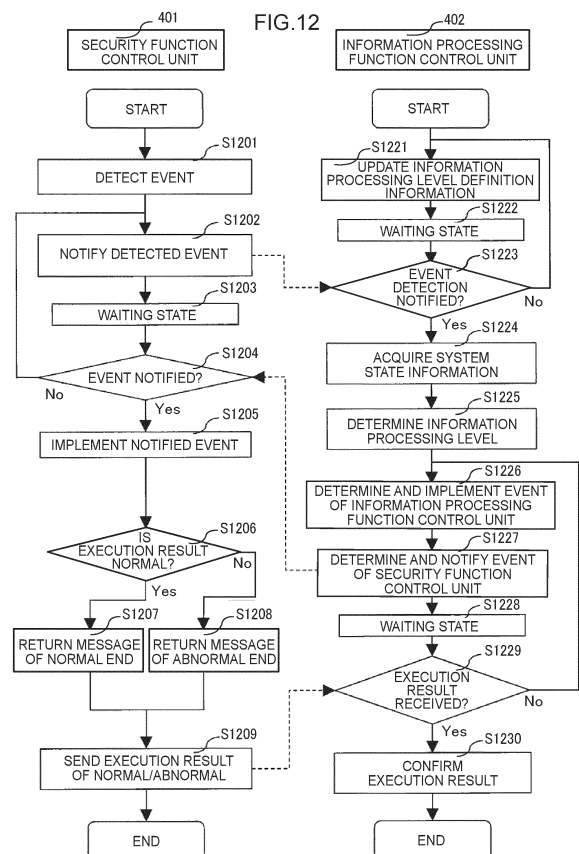 FIG.12
401
SECURITY FUNCTION
CONTROL UNIT
START
S1201
DETECT EVENT
S1202
NOTIFY DETECTED EVENT
S1203
WAITING STATE
S1204
EVENT NOTIFIED?
No
Yes
S1205
IMPLEMENT NOTIFIED EVENT
S1206
IS
EXECUTION RESULT
NORMAL?
No
Yes
S1207
RETURN MESSAGE
OF NORMAL END
S1208
RETURN MESSAGE
OF ABNORMAL END
S1209
SEND EXECUTION RESULT
OF NORMAL/ABNORMAL
END
402
INFORMATION PROCESSING
FUNCTION CONTROL UNIT
START
S1221
UPDATE INFORMATION
PROCESSING LEVEL DEFINITION
INFORMATION
S1222
WAITING STATE
S1223
EVENT
DETECTION
NOTIFIED?
No
Yes
S1224
ACQUIRE SYSTEM
STATE INFORMATION
S1225
DETERMINE INFORMATION
PROCESSING LEVEL
S1226
DETERMINE AND IMPLEMENT EVENT
OF INFORMATION PROCESSING
FUNCTION CONTROL UNIT
S1227
DETERMINE AND NOTIFY EVENT
OF SECURITY FUNCTION
CONTROL UNIT
S1228
WAITING STATE
S1229
EXECUTION
RESULT
RECEIVED?
No
Yes
S1230
CONFIRM
EXECUTION RESULT
END